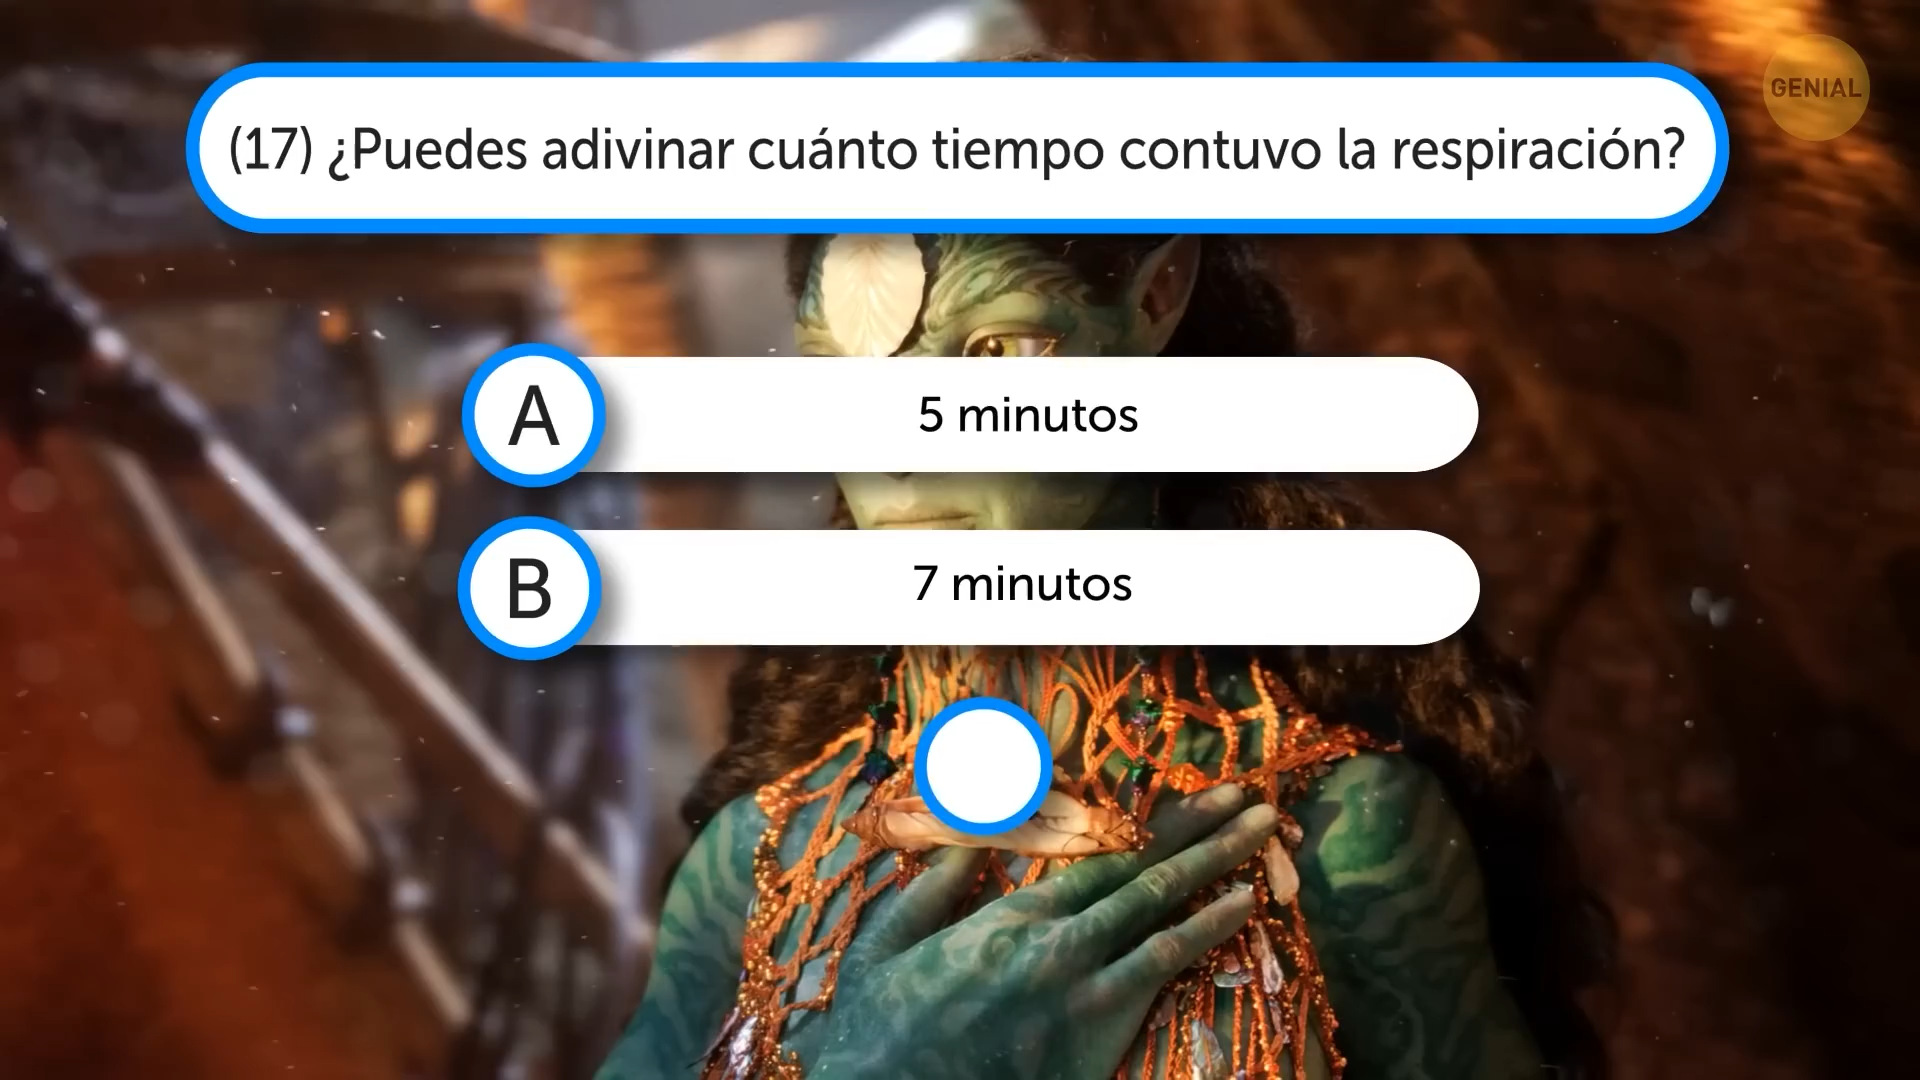 GENIAL
(17) ¿Puedes adivinar cuánto tiempo contuvo la respiración?
A 5 minutos
B 7 minutos